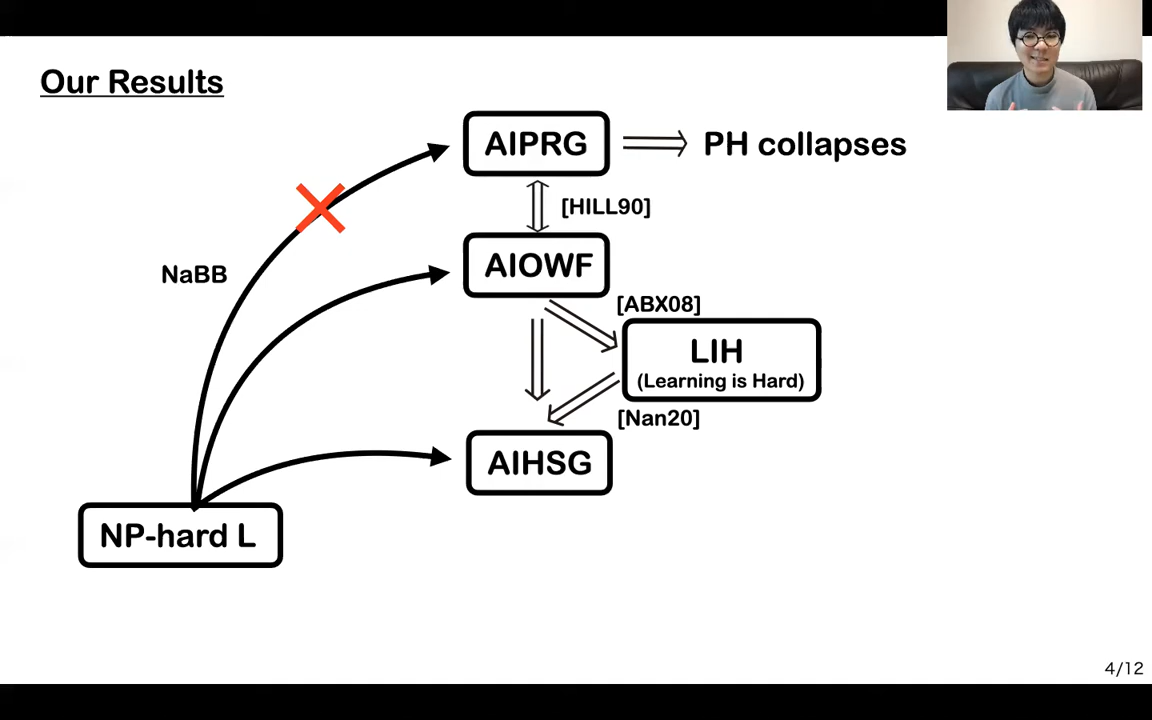 Our Results
AIPRG
PH collapses
[HILL90]
NaBB
AIOWF
[ABX08]
LIH
(Learning is Hard)
[Nan20]
AIHSG
NP-hard L
4/12